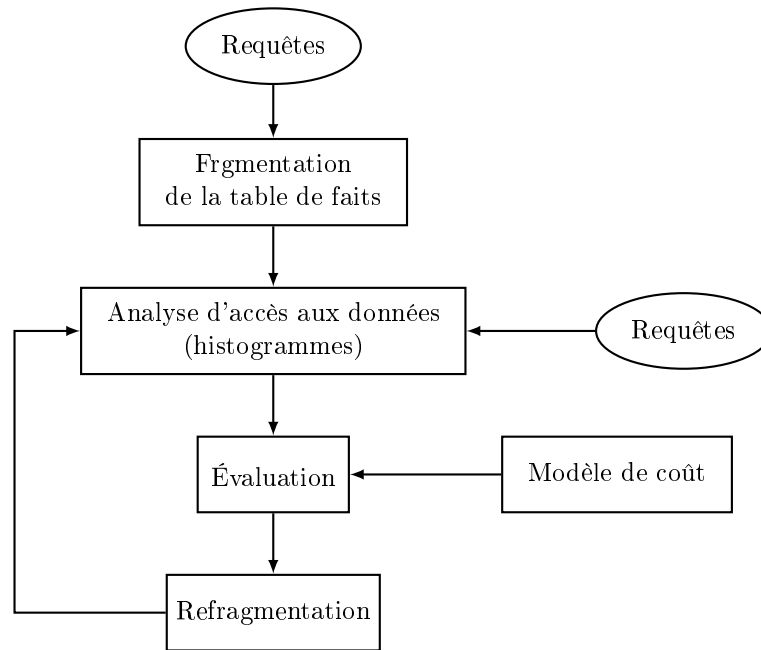 Requêtes
Frgmentation
de la table de faits
Analyse d'accès aux données
(histogrammes)
Requêtes
Évaluation
Modèle de coût
Refragmentation